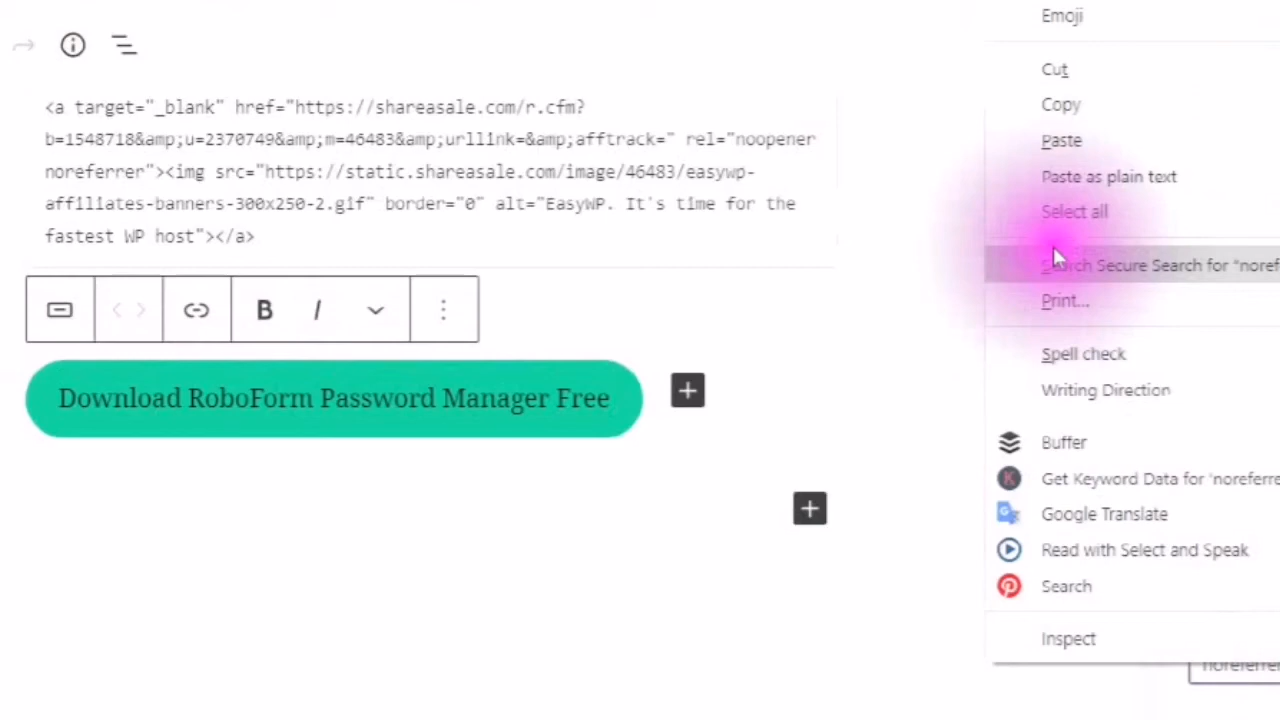 <a target="_blank" href="https://shareasale.com/r.cfm?
b=1548718&amp;u=2370749&amp;m=46483&amp;urllink=&amp;afftrack=" rel="noopener
noreferrer"><img src="https://static.shareasale.com/image/46483/easywp-
affiliates-banners-300x250-2.gif" border="0" alt="EasyWP. It's time for the
fastest WP host"></a>
B I
Download RoboForm Password Manager Free
Emoji
Cut
Copy
Paste
Paste as plain text
Select all
Search Secure Search for "noref
Print...
Spell check
Writing Direction
Buffer
K
Get Keyword Data for 'noreferre
Google Translate
Read with Select and Speak
Search
Inspect
noreferrer